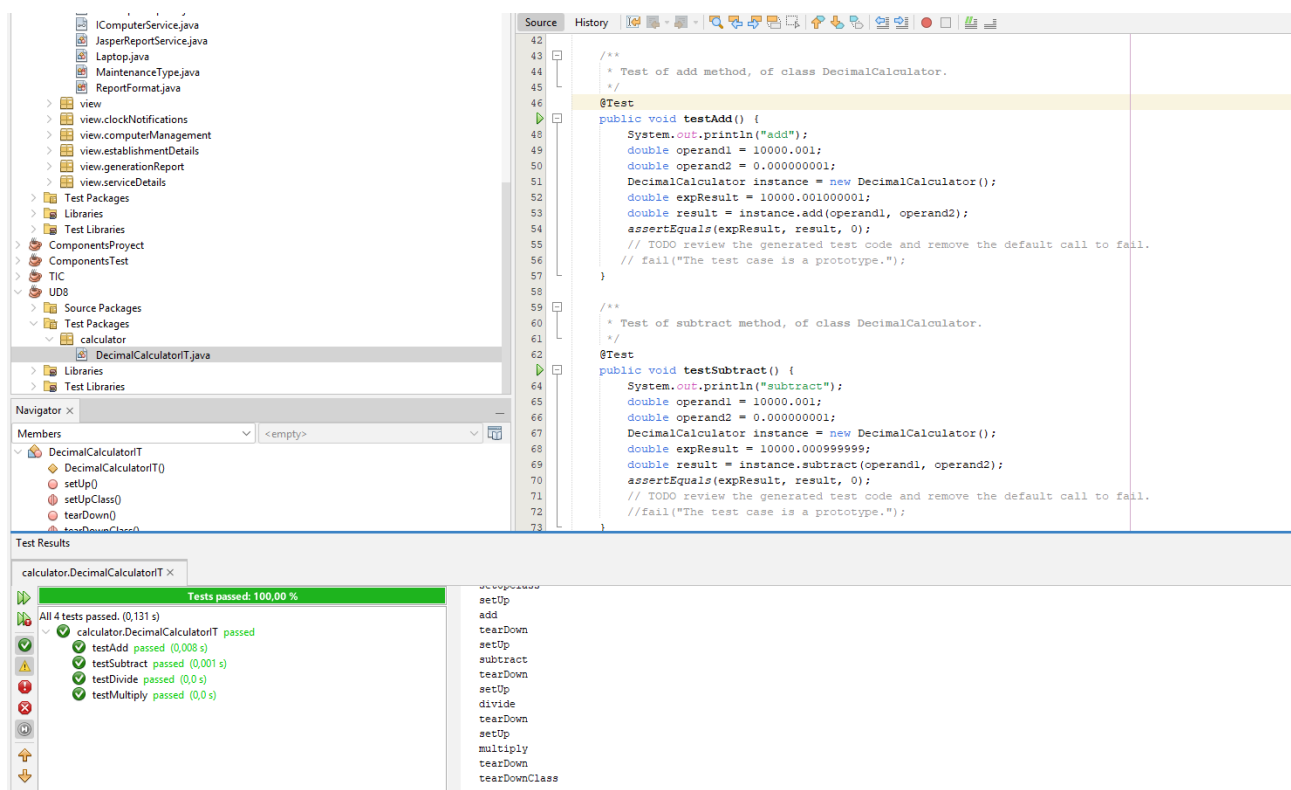 IComputerService.java
JasperReportService.java
Laptop.java
MaintenanceType.java
ReportFormat.java
view
view.clockNotifications
view.computerManagement
view.establishmentDetails
view.generationReport
view.serviceDetails
Test Packages
Libraries
Test Libraries
ComponentsProyect
ComponentsTest
TIC
UD8
Source Packages
Test Packages
calculator
DecimalCalculatorIT.java
Libraries
Test Libraries
Navigator ×
Members <empty>
DecimalCalculatorIT
DecimalCalculatorIT()
setUp()
setUpClass()
tearDown()
tearDownClass()
Source History
42
43 /**
44 * Test of add method, of class DecimalCalculator.
45 */
46 @Test
public void testAdd() {
48 System.out.println("add");
49 double operand1 = 10000.001;
50 double operand2 = 0.000000001;
51 DecimalCalculator instance = new DecimalCalculator();
52 double expResult = 10000.001000001;
53 double result = instance.add(operand1, operand2);
54 assertEquals(expResult, result, 0);
55 // TODO review the generated test code and remove the default call to fail.
56 // fail("The test case is a prototype.");
57 }
58
59 /**
60 * Test of subtract method, of class DecimalCalculator.
61 */
62 @Test
public void testSubtract() {
64 System.out.println("subtract");
65 double operand1 = 10000.001;
66 double operand2 = 0.000000001;
67 DecimalCalculator instance = new DecimalCalculator();
68 double expResult = 10000.000999999;
69 double result = instance.subtract(operand1, operand2);
70 assertEquals(expResult, result, 0);
71 // TODO review the generated test code and remove the default call to fail.
72 //fail("The test case is a prototype.");
73 }
Test Results
calculator.DecimalCalculatorIT ×
Tests passed: 100,00 %
All 4 tests passed. (0,131 s)
calculator.DecimalCalculatorIT passed
testAdd passed (0,008 s)
testSubtract passed (0,001 s)
testDivide passed (0,0 s)
testMultiply passed (0,0 s)
setUpClass
setUp
add
tearDown
setUp
subtract
tearDown
setUp
divide
tearDown
setUp
multiply
tearDown
tearDownClass